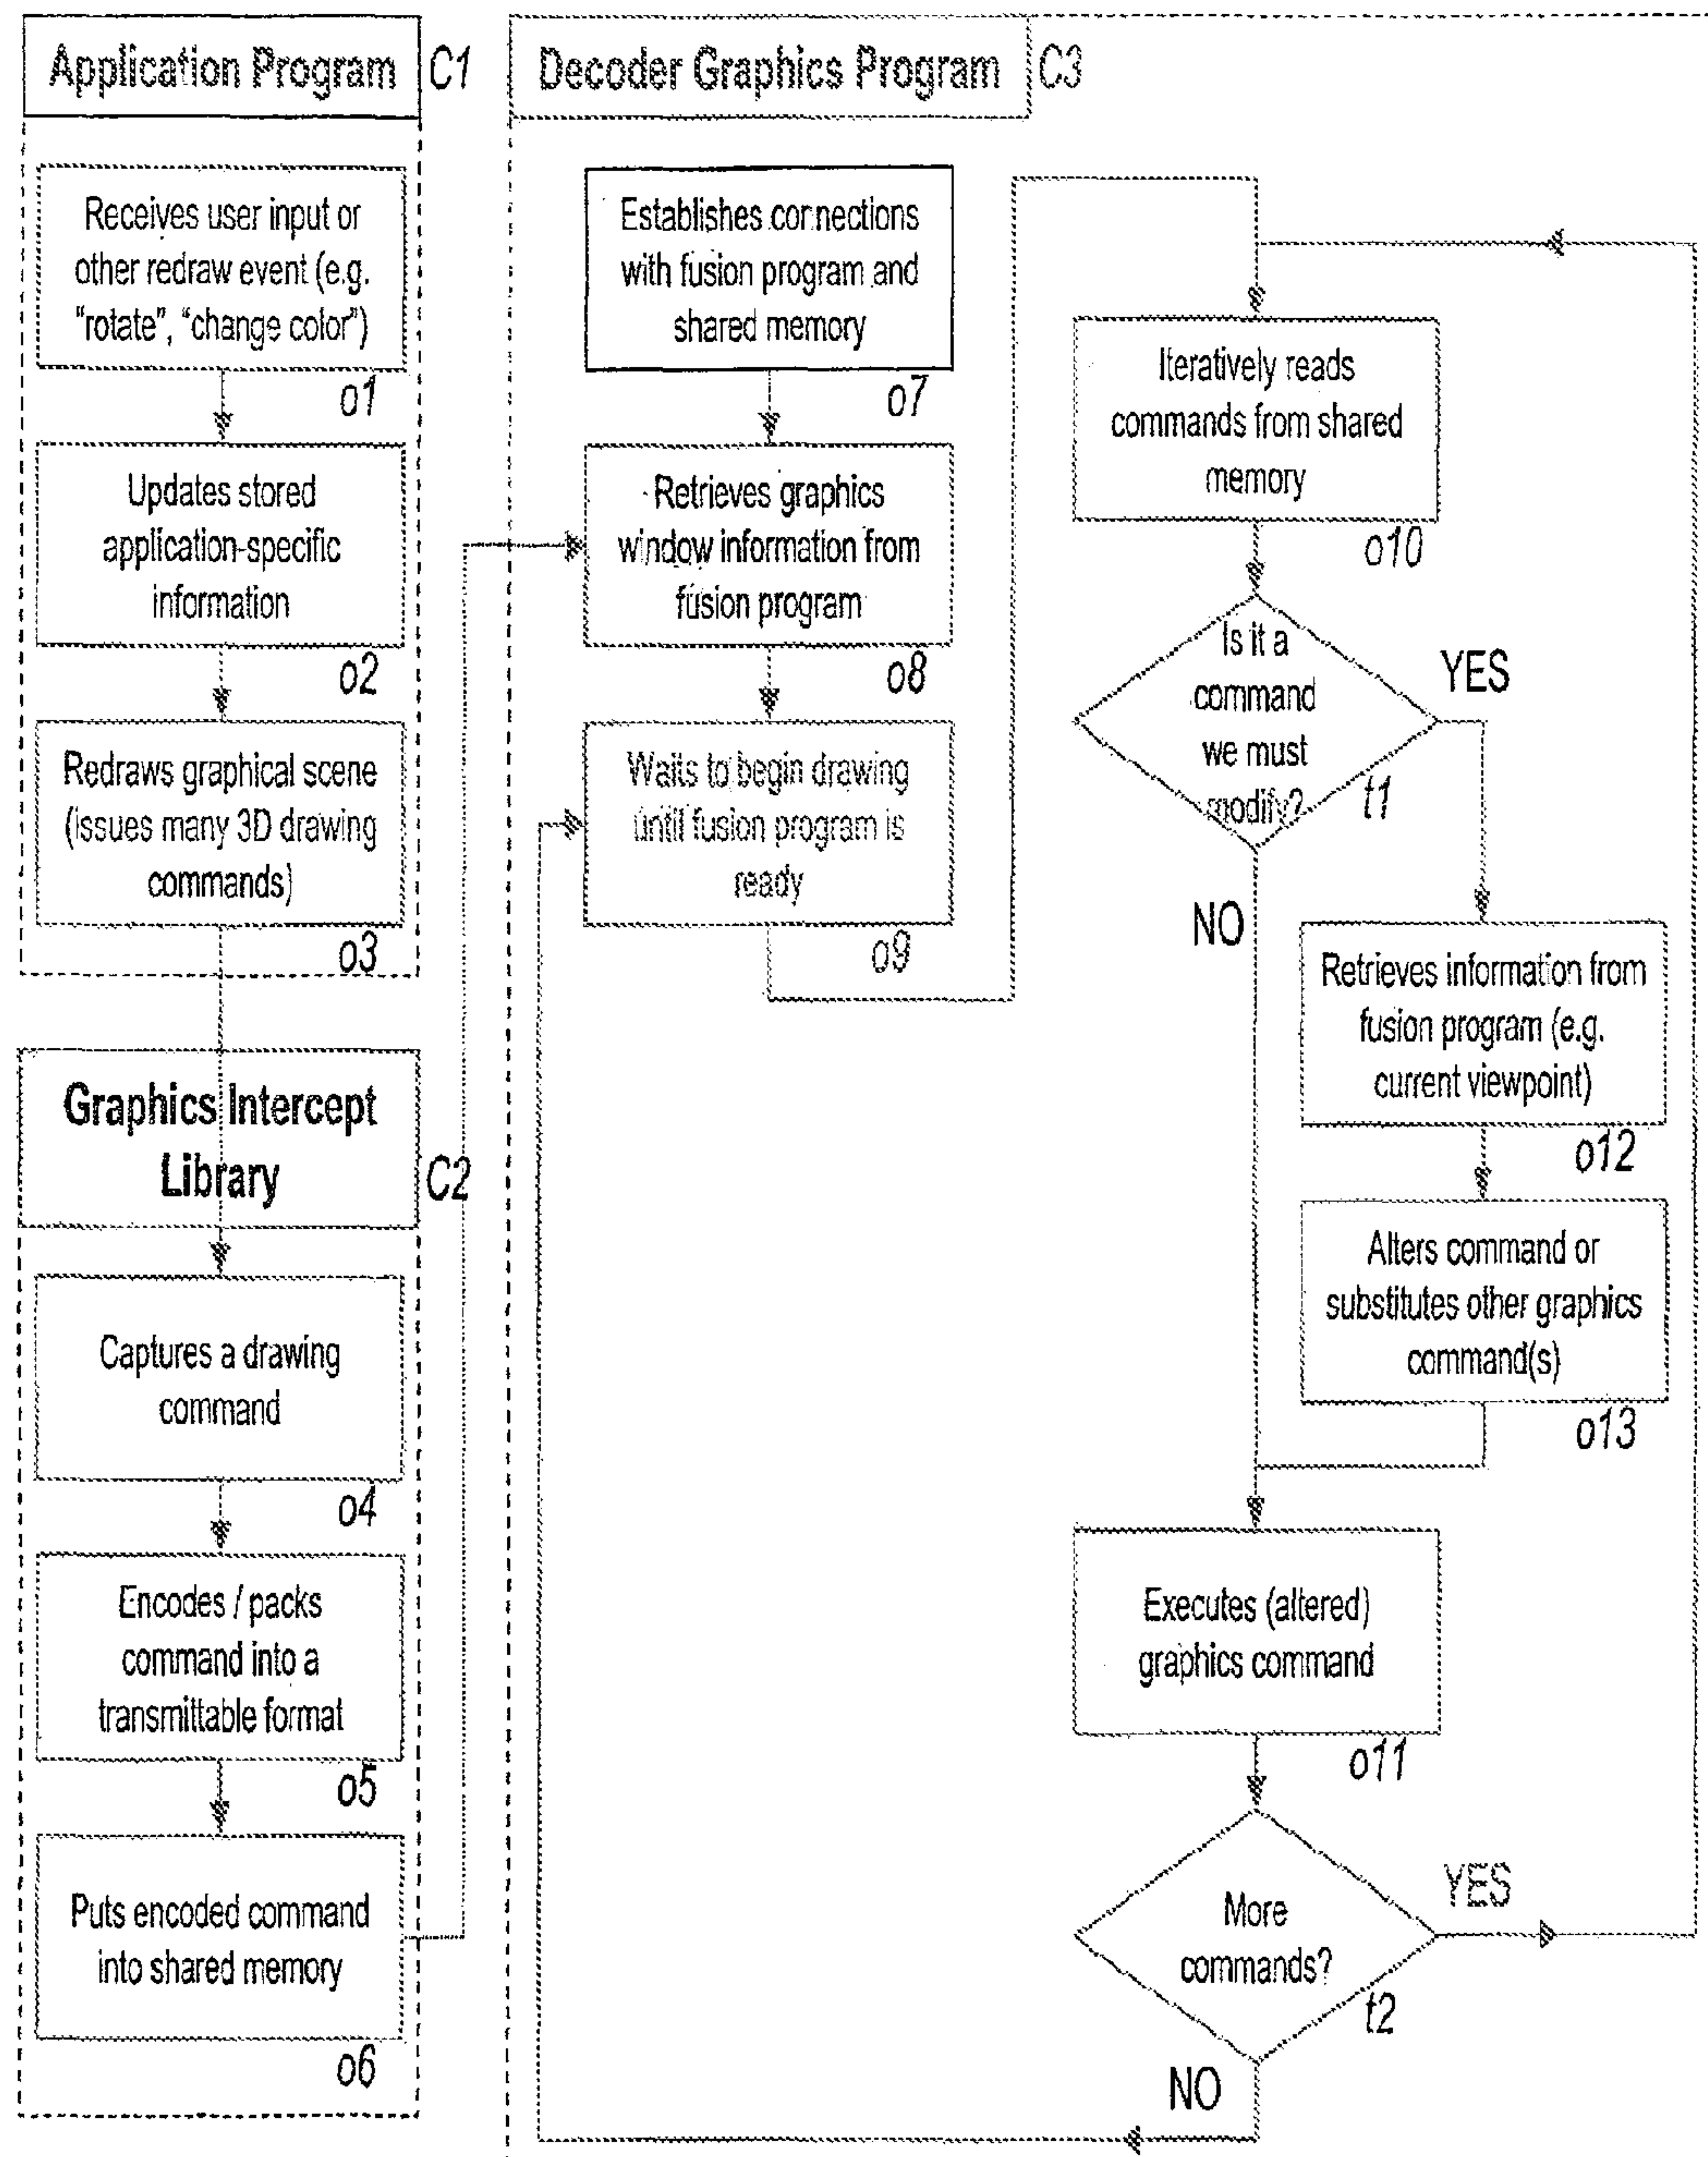 Application Program
C1
Receives user input or
other redraw event (e.g.
"rotate", "change color")
o1
Updates stored
application-specific
information
o2
Redraws graphical scene
(issues many 3D drawing
commands)
o3
Graphics Intercept
Library
C2
Captures a drawing
command
o4
Encodes / packs
command into a
transmittable format
o5
Puts encoded command
into shared memory
o6
Decoder Graphics Program
C3
Establishes connections
with fusion program and
shared memory
o7
Retrieves graphics
window information from
fusion program
o8
Waits to begin drawing
until fusion program is
ready
o9
Iteratively reads
commands from shared
memory
o10
Is it a
command
we must
modify?
t1
YES
NO
Retrieves information from
fusion program (e.g.
current viewpoint)
o12
Alters command or
substitutes other graphics
command(s)
o13
Executes (altered)
graphics command
o11
More
commands?
t2
YES
NO